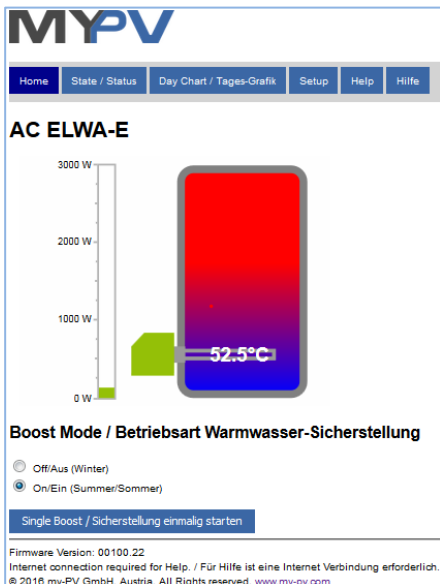 MYPV
Home State / Status Day Chart / Tages-Grafik Setup Help Hilfe
AC ELWA-E
3000 W
2000 W
1000 W
52.5°C
0 W
Boost Mode / Betriebsart Warmwasser-Sicherstellung
Off/Aus (Winter)
On/Ein (Summer/Sommer)
Single Boost / Sicherstellung einmalig starten
Firmware Version: 00100.22
Internet connection required for Help. / Für Hilfe ist eine Internet Verbindung erforderlich.
© 2016 my-PV GmbH, Austria, All Rights reserved, www.my-pv.com